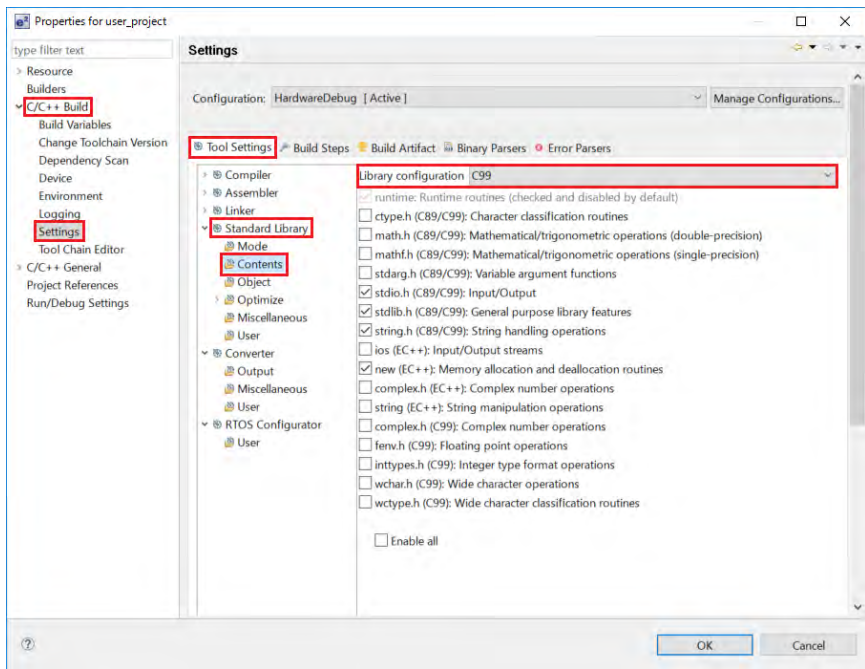 e² Properties for user_project
type filter text
Settings
Resource
Builders
C/C++ Build
Build Variables
Change Toolchain Version
Dependency Scan
Device
Environment
Logging
Settings
Tool Chain Editor
C/C++ General
Project References
Run/Debug Settings
Configuration: HardwareDebug [ Active ] Manage Configurations...
Tool Settings Build Steps Build Artifact Binary Parsers Error Parsers
Compiler
Assembler
Linker
Standard Library
Mode
Contents
Object
Optimize
Miscellaneous
User
Converter
Output
Miscellaneous
User
RTOS Configurator
User
Library configuration C99
runtime: Runtime routines (checked and disabled by default)
ctype.h (C89/C99): Character classification routines
math.h (C89/C99): Mathematical/trigonometric operations (double-precision)
mathf.h (C89/C99): Mathematical/trigonometric operations (single-precision)
stdarg.h (C89/C99): Variable argument functions
stdio.h (C89/C99): Input/Output
stdlib.h (C89/C99): General purpose library features
string.h (C89/C99): String handling operations
ios (EC++): Input/Output streams
new (EC++): Memory allocation and deallocation routines
complex.h (EC++): Complex number operations
string (EC++): String manipulation operations
complex.h (C99): Complex number operations
fenv.h (C99): Floating point operations
inttypes.h (C99): Integer type format operations
wchar.h (C99): Wide character operations
wctype.h (C99): Wide character classification routines
Enable all
? OK Cancel